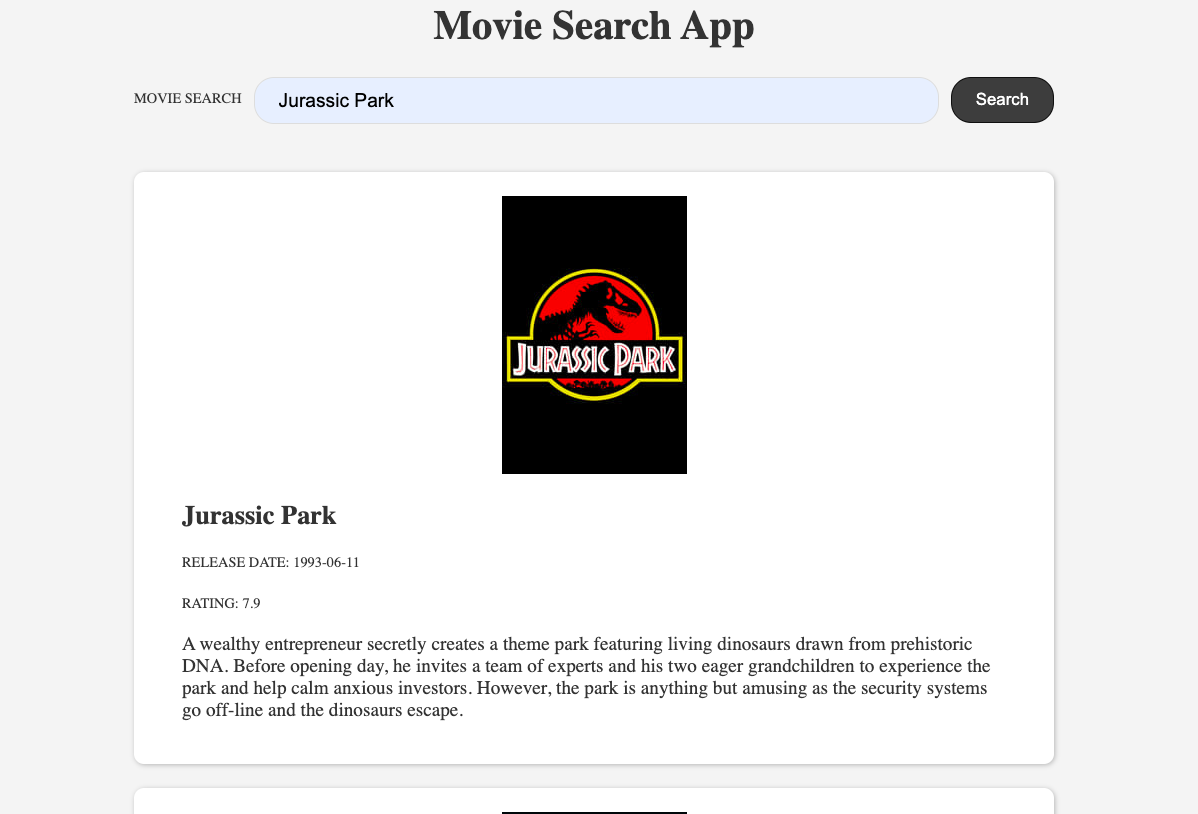 Movie Search App
MOVIE SEARCH
Jurassic Park
Search
JURASSIC PARK
Jurassic Park
RELEASE DATE: 1993-06-11
RATING: 7.9
A wealthy entrepreneur secretly creates a theme park featuring living dinosaurs drawn from prehistoric
DNA. Before opening day, he invites a team of experts and his two eager grandchildren to experience the
park and help calm anxious investors. However, the park is anything but amusing as the security systems
go off-line and the dinosaurs escape.